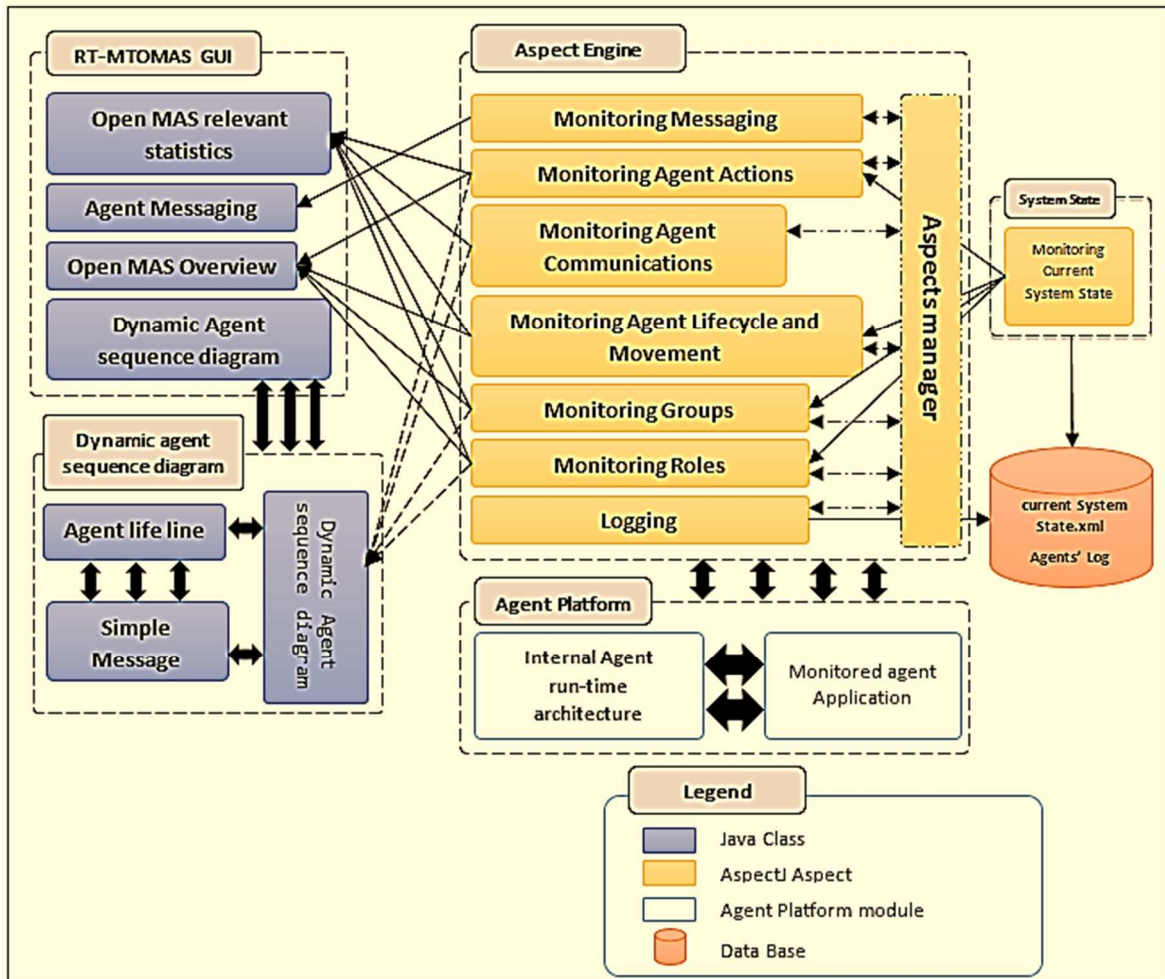 RT-MTOMAS GUI
Open MAS relevant
statistics
Agent Messaging
Open MAS Overview
Dynamic Agent
sequence diagram
Dynamic agent
sequence diagram
Agent life line
Simple
Message
Dynamic Agent
sequence diagram
Aspect Engine
Monitoring Messaging
Monitoring Agent Actions
Monitoring Agent
Communications
Monitoring Agent Lifecycle and
Movement
Monitoring Groups
Monitoring Roles
Logging
Aspects manager
System State
Monitoring
Current
System State
current System
State.xml
Agents' Log
Agent Platform
Internal Agent
run-time
architecture
Monitored agent
Application
Legend
Java Class
AspectJ Aspect
Agent Platform module
Data Base